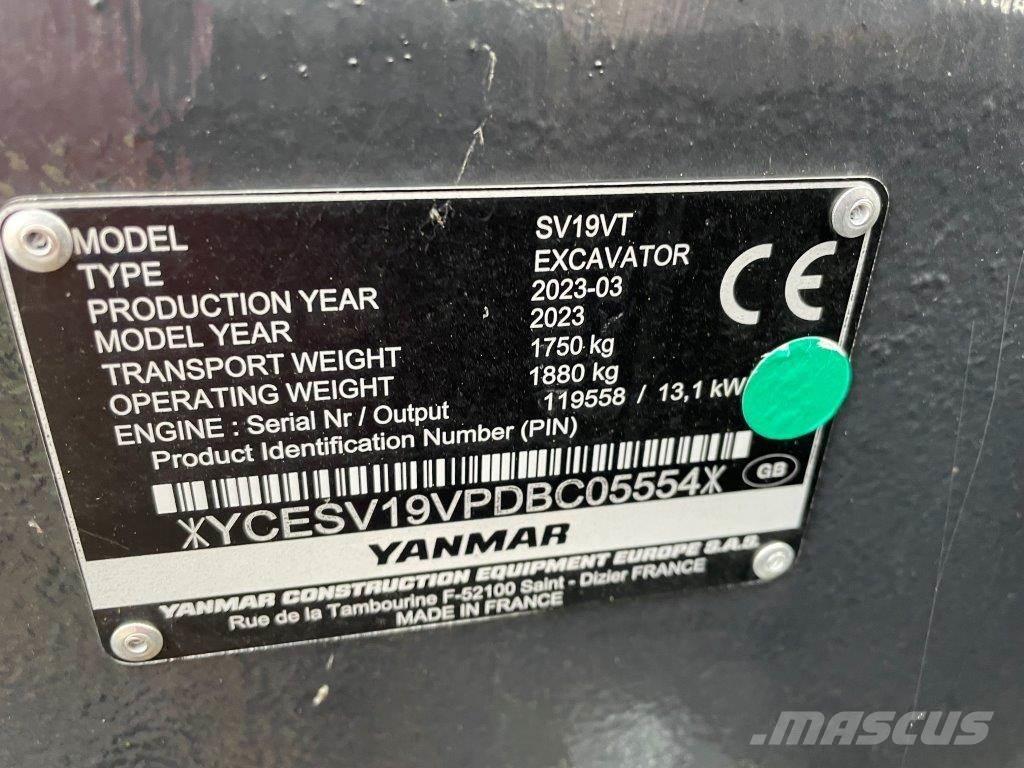 MODEL SV19VT
TYPE EXCAVATOR
PRODUCTION YEAR 2023-03
MODEL YEAR 2023
TRANSPORT WEIGHT 1750 kg
OPERATING WEIGHT 1880 kg
ENGINE : Serial Nr / Output 119558 / 13,1 kW
Product Identification Number (PIN)
*YCESV19VPDBC05554*
GB
YANMAR
YANMAR CONSTRUCTION EQUIPMENT EUROPE S.A.S.
Rue de la Tambourine F-52100 Saint - Dizier FRANCE
MADE IN FRANCE
CE
MASCUS